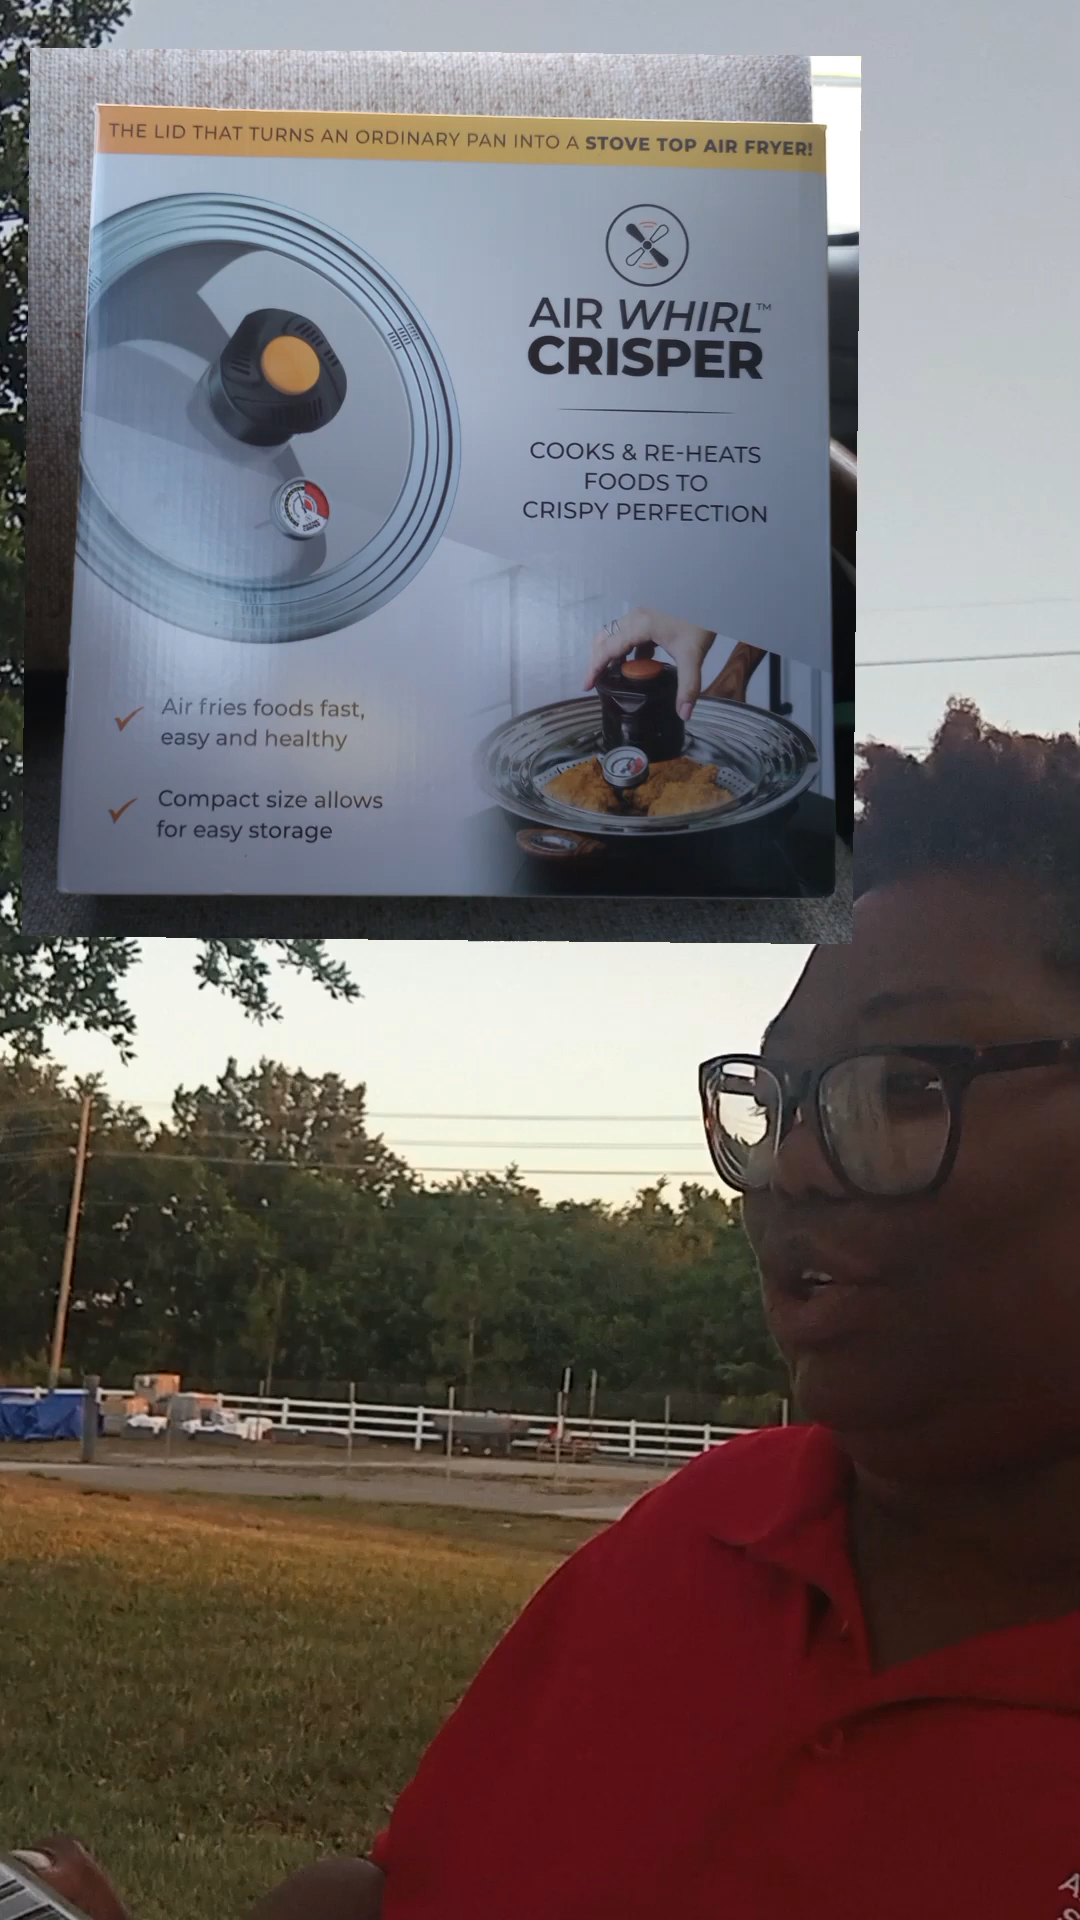 THE LID THAT TURNS AN ORDINARY PAN INTO A STOVE TOP AIR FRYER!
AIR WHIRL™
CRISPER
COOKS & RE-HEATS
FOODS TO
CRISPY PERFECTION
Air fries foods fast,
easy and healthy
Compact size allows
for easy storage